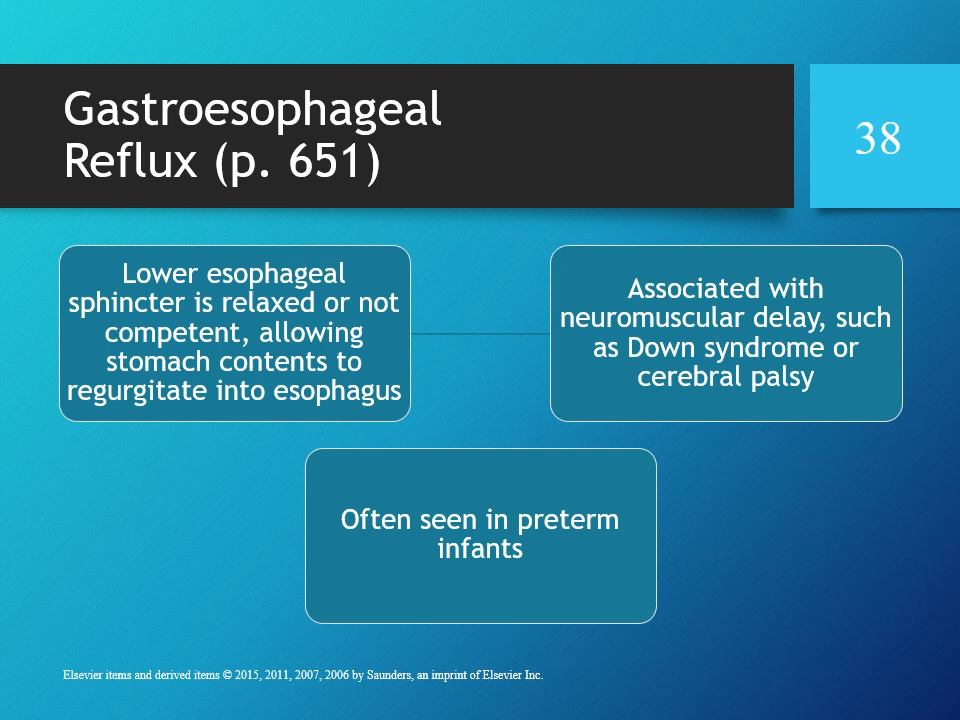 Gastroesophageal
Reflux (p. 651)
38
Lower esophageal
sphincter is relaxed or not
competent, allowing
stomach contents to
regurgitate into esophagus
Associated with
neuromuscular delay, such
as Down syndrome or
cerebral palsy
Often seen in preterm
infants
Elsevier items and derived items © 2015, 2011, 2007, 2006 by Saunders, an imprint of Elsevier Inc.